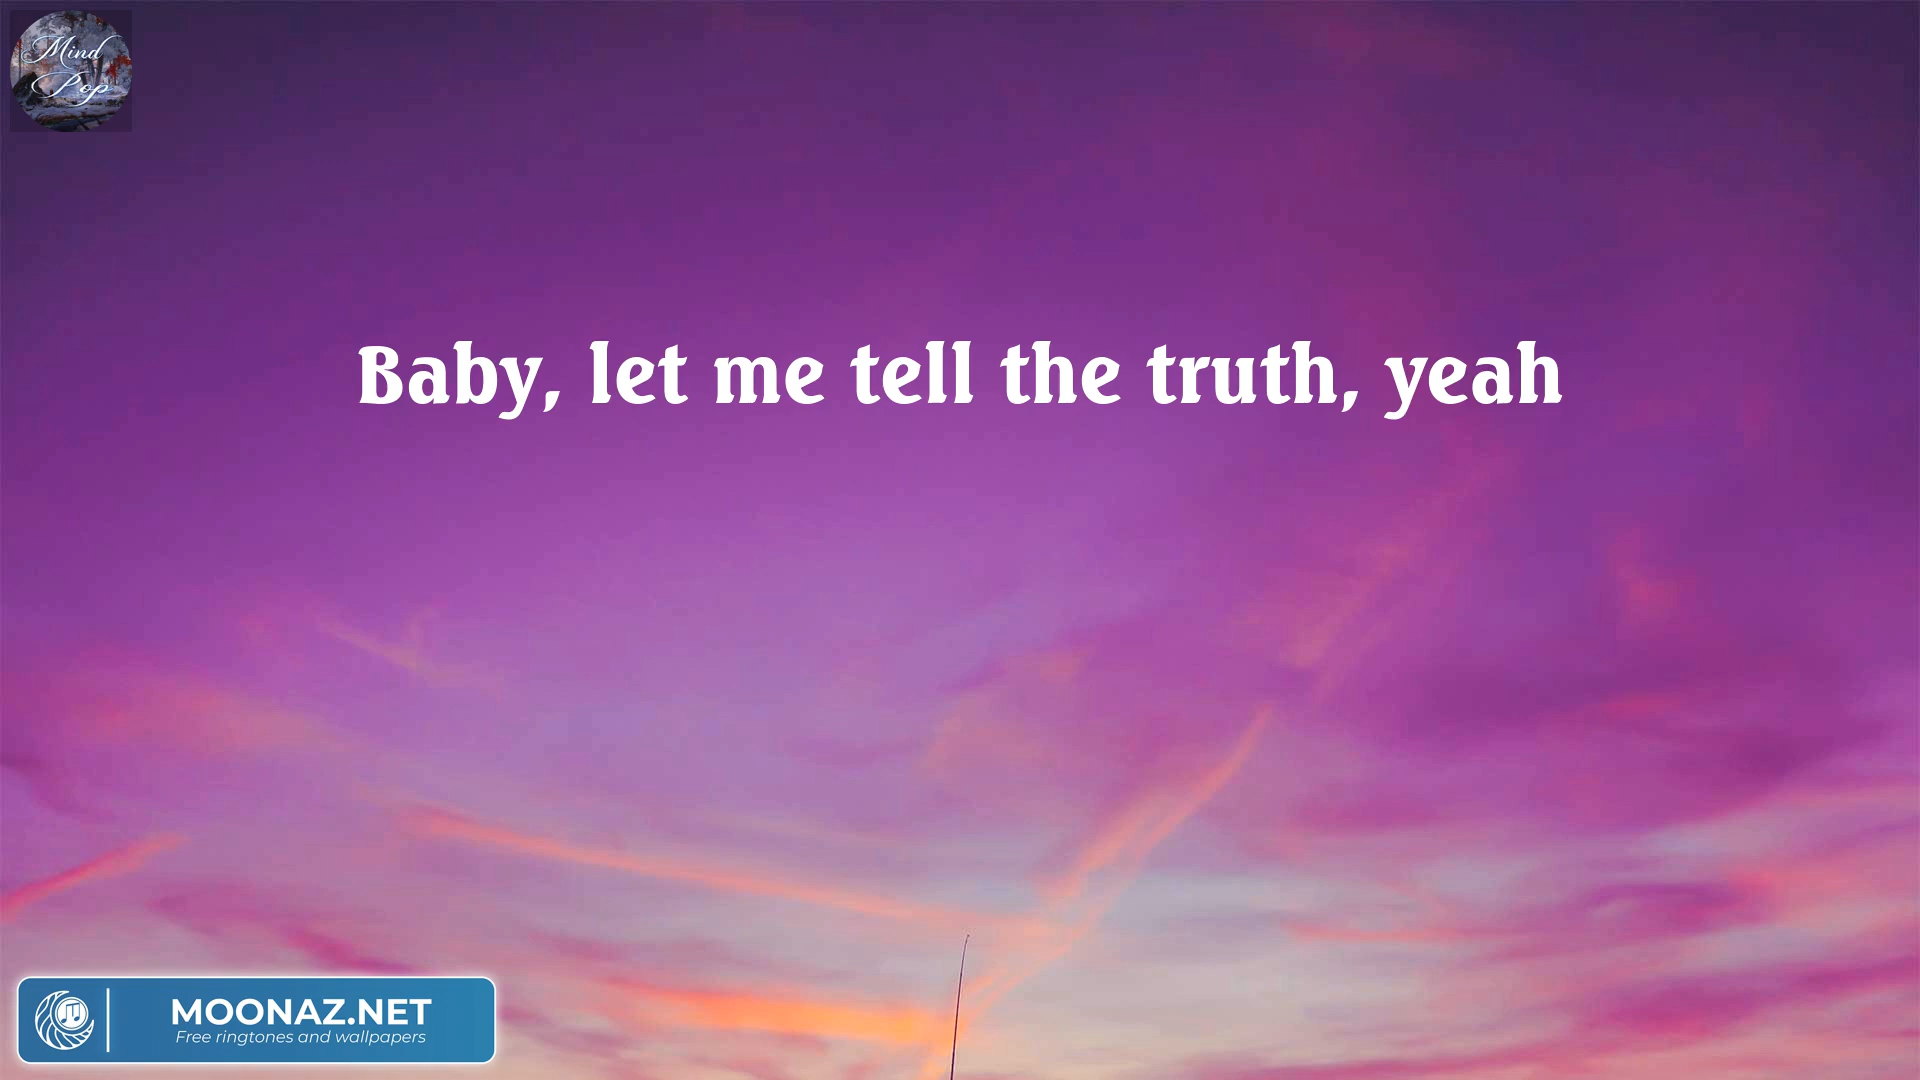 Mind
Pop
Baby, let me tell the truth, yeah
MOONAZ.NET
Free ringtones and wallpapers